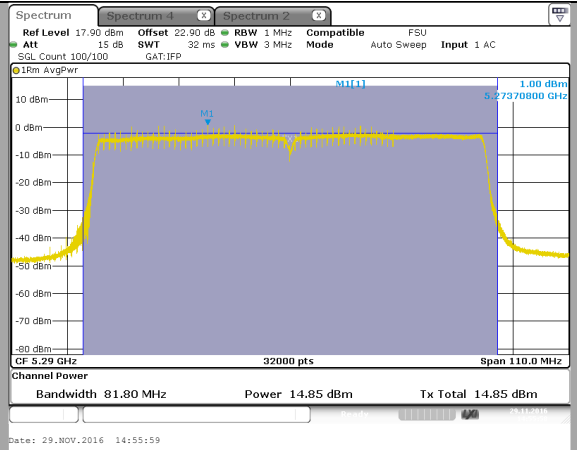 Spectrum Spectrum 4 X Spectrum 2 X
Ref Level 17.90 dBm Offset 22.90 dB RBW 1 MHz Compatible FSU
Att 15 dB SWT 32 ms VBW 3 MHz Mode Auto Sweep Input 1 AC
SGL Count 100/100 GAT:IFP
1Rm AvgPwr
M1[1] 1.00 dBm
5.27370800 GHz
10 dBm
M1
0 dBm
-10 dBm
-20 dBm
-30 dBm
-40 dBm
-50 dBm
-60 dBm
-70 dBm
-80 dBm
CF 5.29 GHz 32000 pts Span 110.0 MHz
Channel Power
Bandwidth 81.80 MHz Power 14.85 dBm Tx Total 14.85 dBm
Ready 29.11.2016
Date: 29.NOV.2016 14:55:59